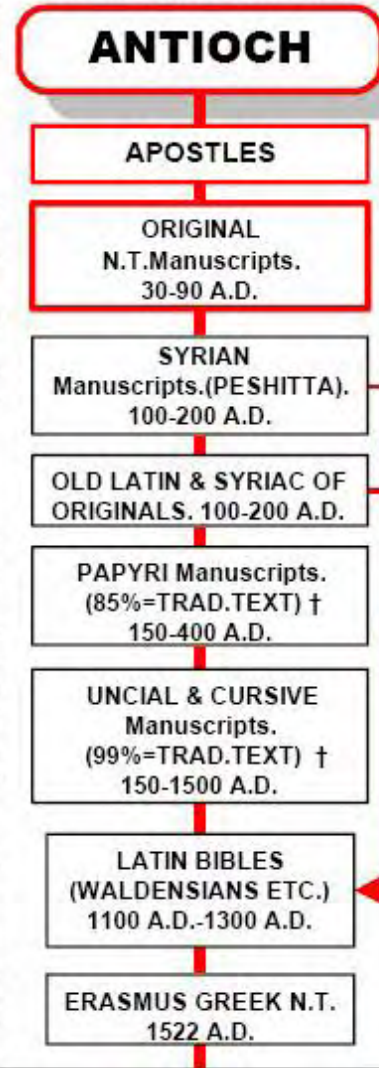 ANTIOCH
APOSTLES
ORIGINAL
N.T.Manuscripts.
30-90 A.D.
SYRIAN
Manuscripts.(PESHITTA).
100-200 A.D.
OLD LATIN & SYRIAC OF
ORIGINALS. 100-200 A.D.
PAPYRI Manuscripts.
(85%=TRAD.TEXT) †
150-400 A.D.
UNCIAL & CURSIVE
Manuscripts.
(99%=TRAD.TEXT) †
150-1500 A.D.
LATIN BIBLES
(WALDENSIANS ETC.)
1100 A.D.-1300 A.D.
ERASMUS GREEK N.T.
1522 A.D.